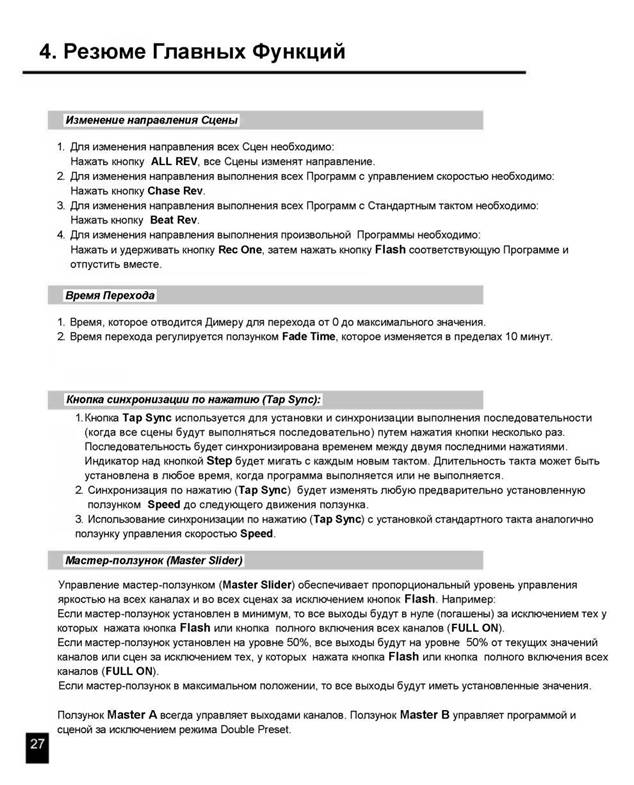 4. Резюме Главных Функций
Изменение направления Сцены
1. Для изменения направления всех Сцен необходимо:
Нажать кнопку ALL REV, все Сцены изменят направление.
2. Для изменения направления выполнения всех Программ с управлением скоростью необходимо:
Нажать кнопку Chase Rev.
3. Для изменения направления выполнения всех Программ с Стандартным тактом необходимо:
Нажать кнопку Beat Rev.
4. Для изменения направления выполнения произвольной Программы необходимо:
Нажать и удерживать кнопку Rec One, затем нажать кнопку Flash соответствующую Программе и
отпустить вместе.
Время Перехода
1. Время, которое отводится Димеру для перехода от 0 до максимального значения.
2. Время перехода регулируется ползунком Fade Time, которое изменяется в пределах 10 минут.
Кнопка синхронизации по нажатию (Tap Sync):
1.Кнопка Tap Sync используется для установки и синхронизации выполнения последовательности
(когда все сцены будут выполняться последовательно) путем нажатия кнопки несколько раз.
Последовательность будет синхронизирована временем между двумя последними нажатиями.
Индикатор над кнопкой Step будет мигать с каждым новым тактом. Длительность такта может быть
установлена в любое время, когда программа выполняется или не выполняется.
2. Синхронизация по нажатию (Tap Sync) будет изменять любую предварительно установленную
ползунком Speed до следующего движения ползунка.
3. Использование синхронизации по нажатию (Tap Sync) с установкой стандартного такта аналогично
ползунку управления скоростью Speed.
Мастер-ползунок (Master Slider)
Управление мастер-ползунком (Master Slider) обеспечивает пропорциональный уровень управления
яркостью на всех каналах и во всех сценах за исключением кнопок Flash. Например:
Если мастер-ползунок установлен в минимум, то все выходы будут в нуле (погашены) за исключением тех у
которых нажата кнопка Flash или кнопка полного включения всех каналов (FULL ON).
Если мастер-ползунок установлен на уровне 50%, все выходы будут на уровне 50% от текущих значений
каналов или сцен за исключением тех, у которых нажата кнопка Flash или кнопка полного включения всех
каналов (FULL ON).
Если мастер-ползунок в максимальном положении, то все выходы будут иметь установленные значения.
Ползунок Master A всегда управляет выходами каналов. Ползунок Master B управляет программой и
сценой за исключением режима Double Preset.
27